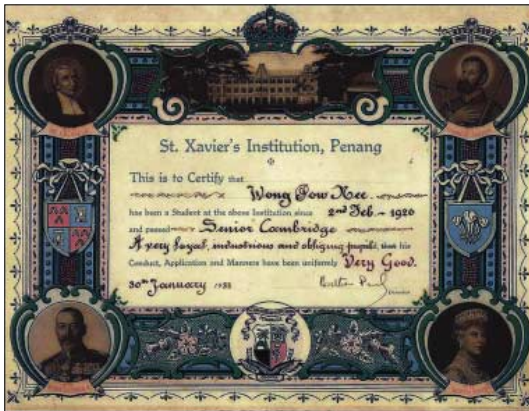 St. Xavier's Institution, Penang
This is to Certify that
Wong Pow Nee.
has been a Student at the above Institution since 2nd Feb. - 1926
and passed Senior Cambridge
A very loyal, industrious and obliging pupil, that his
Conduct, Application and Manners have been uniformly Very Good.
30th January 1933
Director